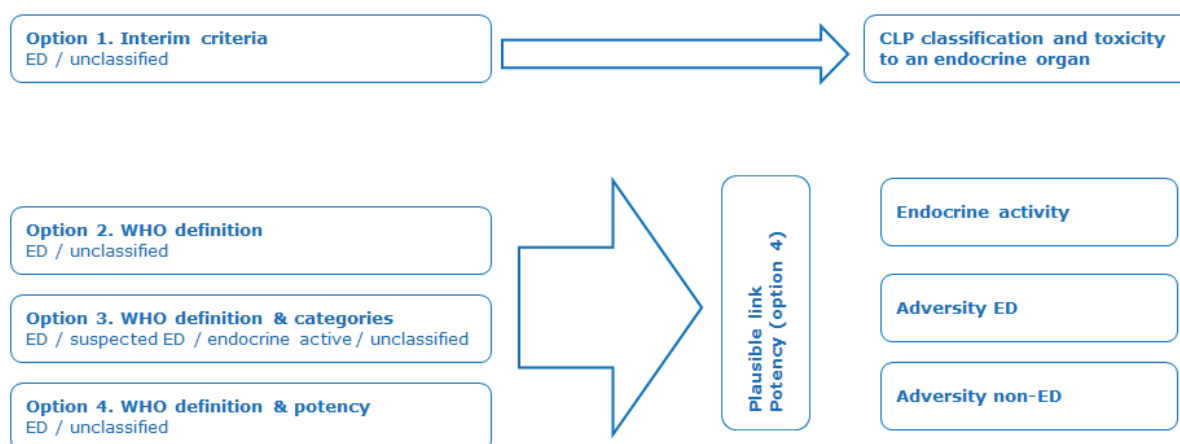 Option 1. Interim criteria
ED / unclassified
CLP classification and toxicity
to an endocrine organ
Option 2. WHO definition
ED / unclassified
Option 3. WHO definition & categories
ED / suspected ED / endocrine active / unclassified
Option 4. WHO definition & potency
ED / unclassified
Plausible link
Potency (option 4)
Endocrine activity
Adversity ED
Adversity non-ED